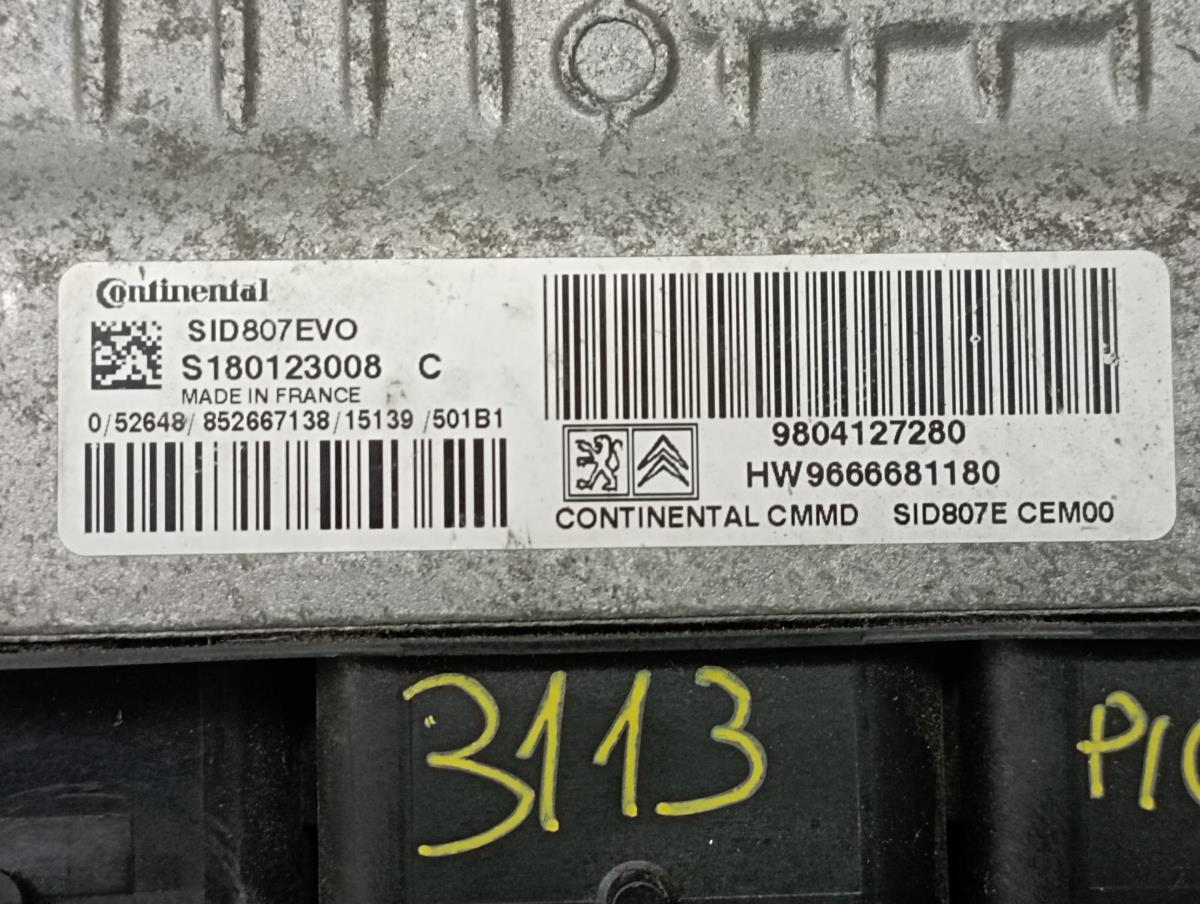 Continental
SID807EVO
S180123008 C
MADE IN FRANCE
0/52648/ 852667138/15139 /501B1
9804127280
HW9666681180
CONTINENTAL CMMD SID807E CEM00
3113